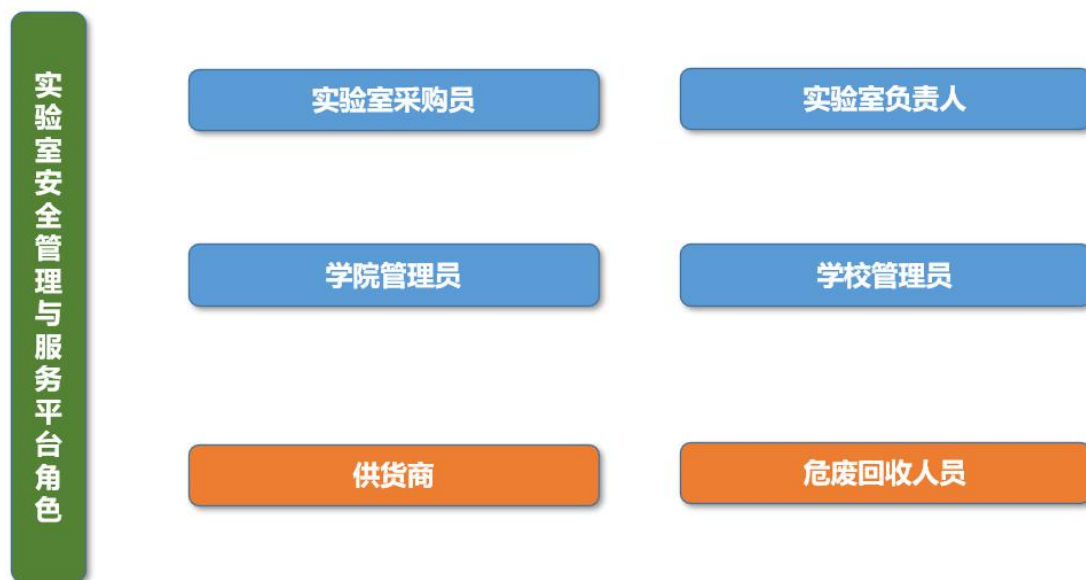 实验室安全管理与服务平台角色
实验室采购员
实验室负责人
学院管理员
学校管理员
供货商
危废回收人员